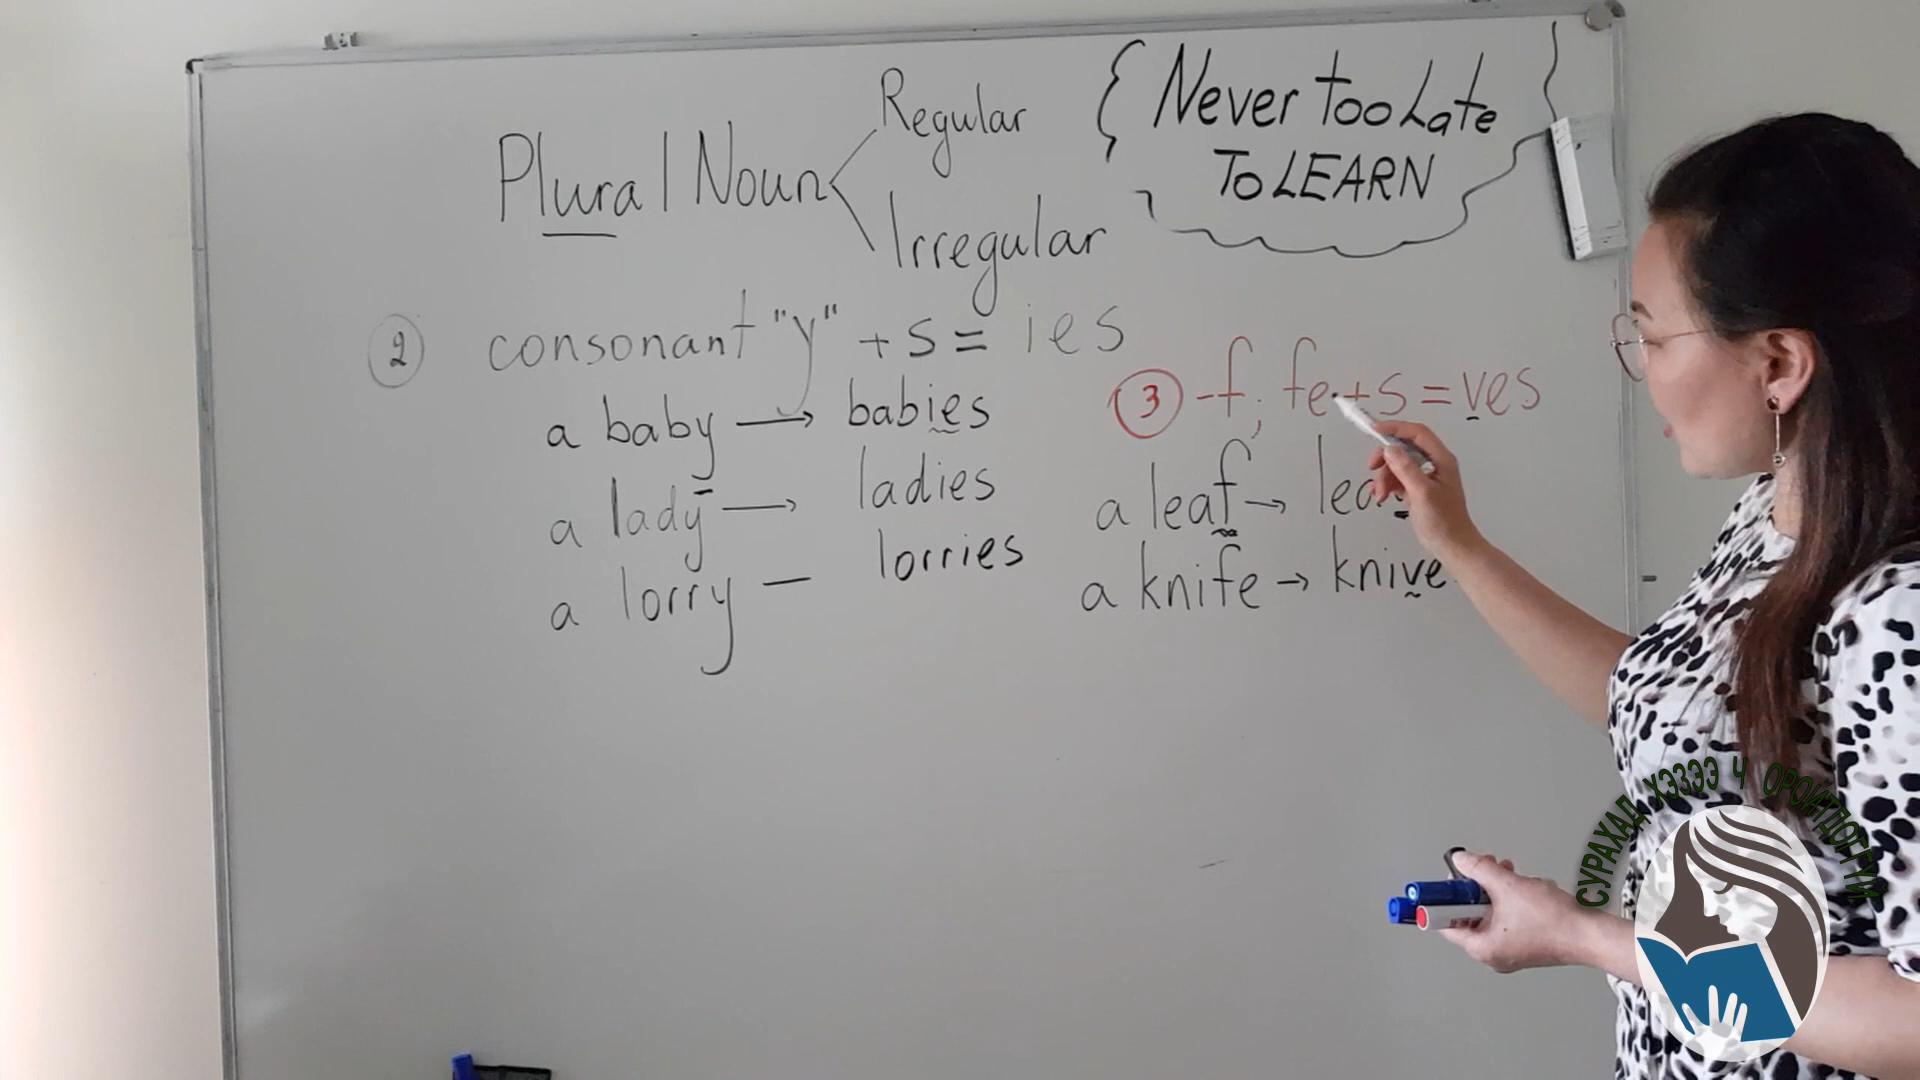 Plural Noun
Regular
Irregular
Never Too Late
To LEARN
2 consonant "y" + s = ies
a baby → babies
a lady → ladies
a lorry — lorries
3 -f; fe + s = ves
a leaf →
a knife → knive
СУРАХАД ХЭЗЭЭ Ч ОРОЙТДОГГҮЙ